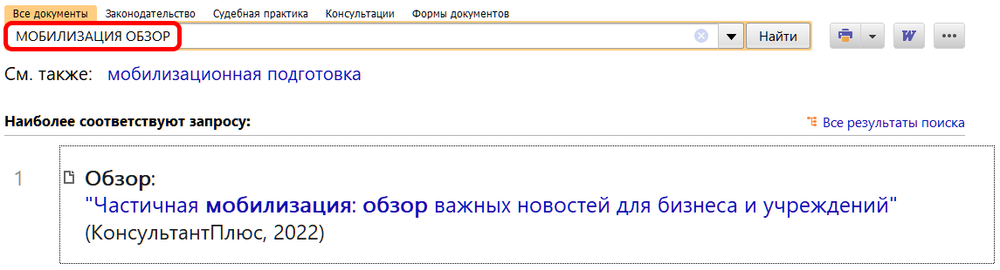 Все документы Законодательство Судебная практика Консультации Формы документов
МОБИЛИЗАЦИЯ ОБЗОР Найти W
См. также: мобилизационная подготовка
Наиболее соответствуют запросу: Все результаты поиска
1 Обзор:
"Частичная мобилизация: обзор важных новостей для бизнеса и учреждений"
(КонсультантПлюс, 2022)